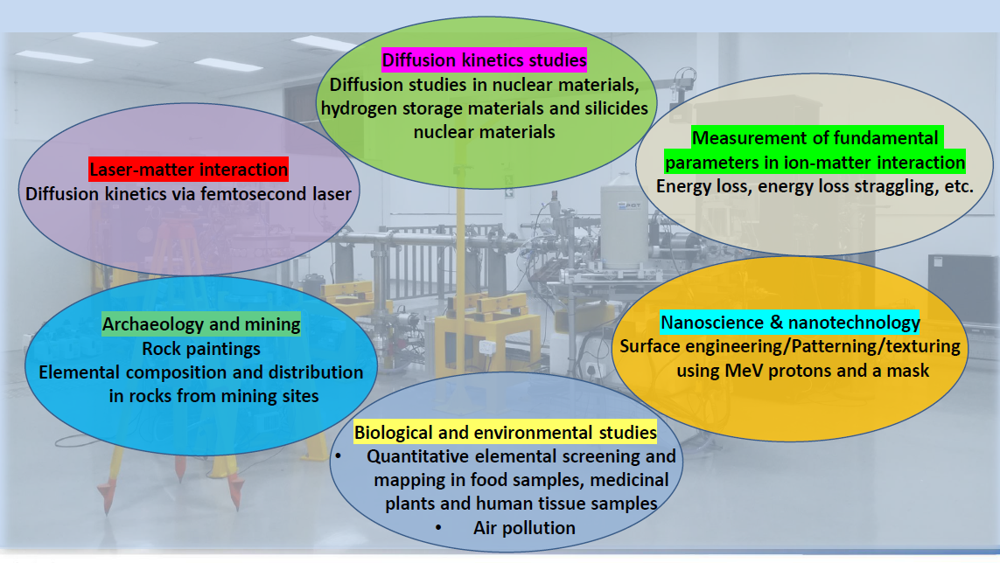 Diffusion kinetics studies
Diffusion studies in nuclear materials,
hydrogen storage materials and silicides
nuclear materials
Measurement of fundamental
parameters in ion-matter interaction
Energy loss, energy loss straggling, etc.
Laser-matter interaction
Diffusion kinetics via femtosecond laser
PGT
Archaeology and mining
Rock paintings
Elemental composition and distribution
in rocks from mining sites
Nanoscience & nanotechnology
Surface engineering/Patterning/texturing
using MeV protons and a mask
Biological and environmental studies
• Quantitative elemental screening and
mapping in food samples, medicinal
plants and human tissue samples
• Air pollution